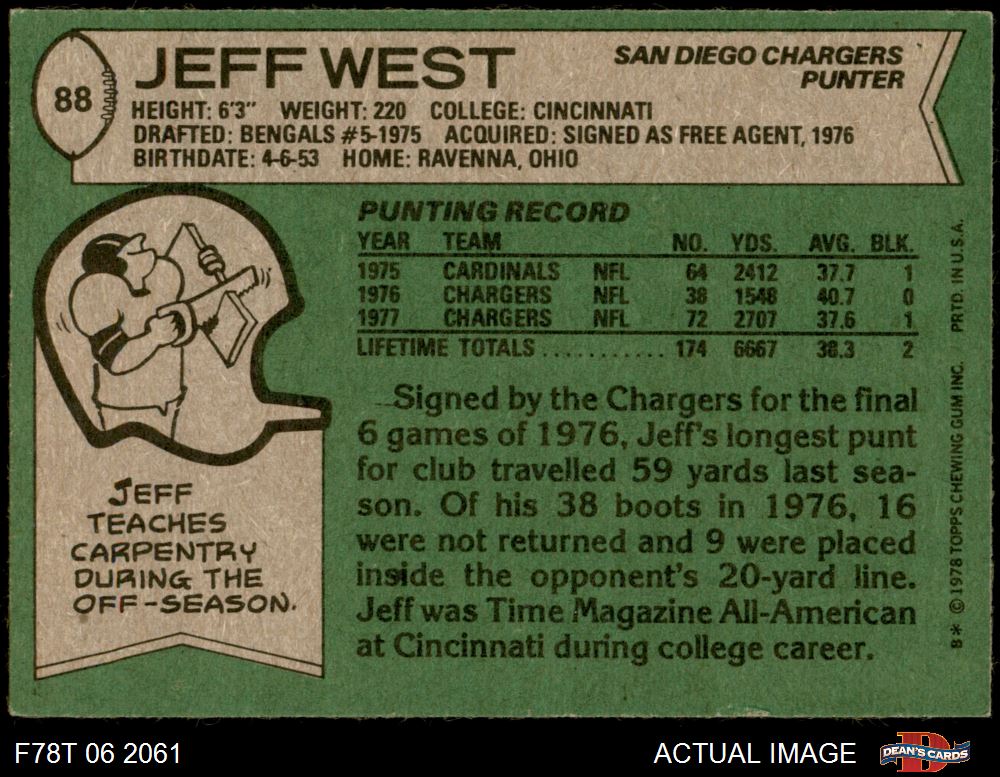 88
JEFF WEST
SAN DIEGO CHARGERS
PUNTER
HEIGHT: 6'3" WEIGHT: 220 COLLEGE: CINCINNATI
DRAFTED: BENGALS #5-1975 ACQUIRED: SIGNED AS FREE AGENT, 1976
BIRTHDATE: 4-6-53 HOME: RAVENNA, OHIO
PUNTING RECORD
YEAR TEAM NO. YDS. AVG. BLK.
1975 CARDINALS NFL 64 2412 37.7 1
1976 CHARGERS NFL 38 1548 40.7 0
1977 CHARGERS NFL 72 2707 37.6 1
LIFETIME TOTALS ........... 174 6667 38.3 2
JEFF
TEACHES
CARPENTRY
DURING THE
OFF-SEASON.
Signed by the Chargers for the final
6 games of 1976, Jeff's longest punt
for club travelled 59 yards last sea-
son. Of his 38 boots in 1976, 16
were not returned and 9 were placed
inside the opponent's 20-yard line.
Jeff was Time Magazine All-American
at Cincinnati during college career.
B* © 1978 TOPPS CHEWING GUM INC. PRTD. IN U.S.A.
F78T 06 2061
ACTUAL IMAGE
DEAN'S CARDS